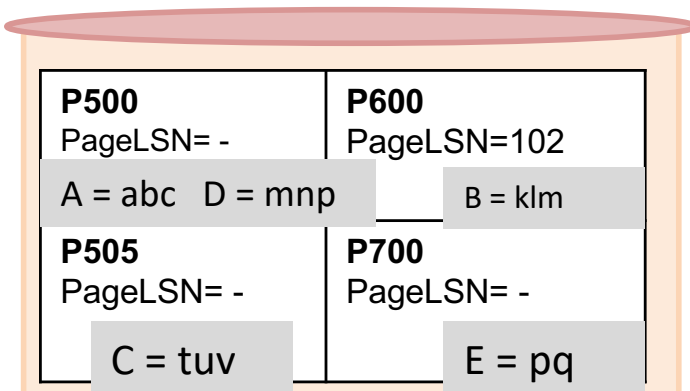 P500
PageLSN= -
A = abc   D = mnp
P600
PageLSN=102
B = klm
P505
PageLSN= -
C = tuv
P700
PageLSN= -
E = pq